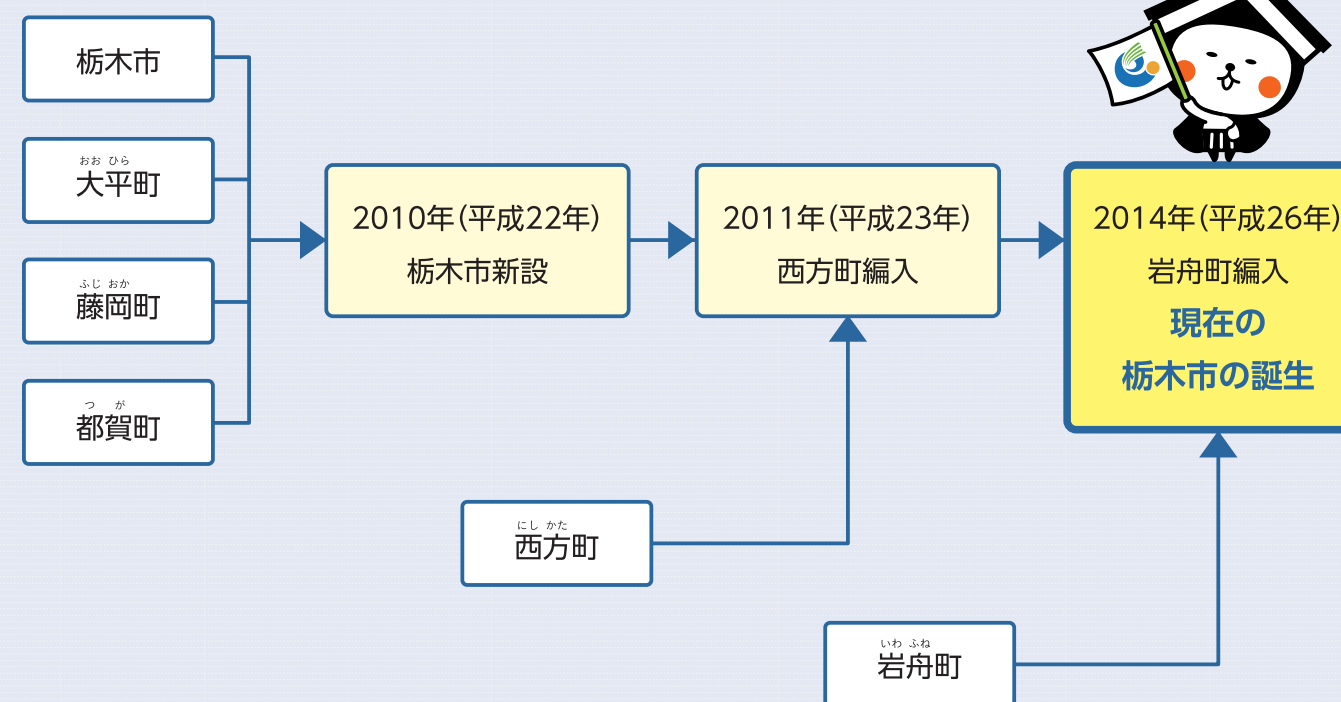 栃木市
おお ひら
大平町
ふじ おか
藤岡町
つ が
都賀町
2010年(平成22年)
栃木市新設
2011年(平成23年)
西方町編入
2014年(平成26年)
岩舟町編入
現在の
栃木市の誕生
にし かた
西方町
いわ ふね
岩舟町